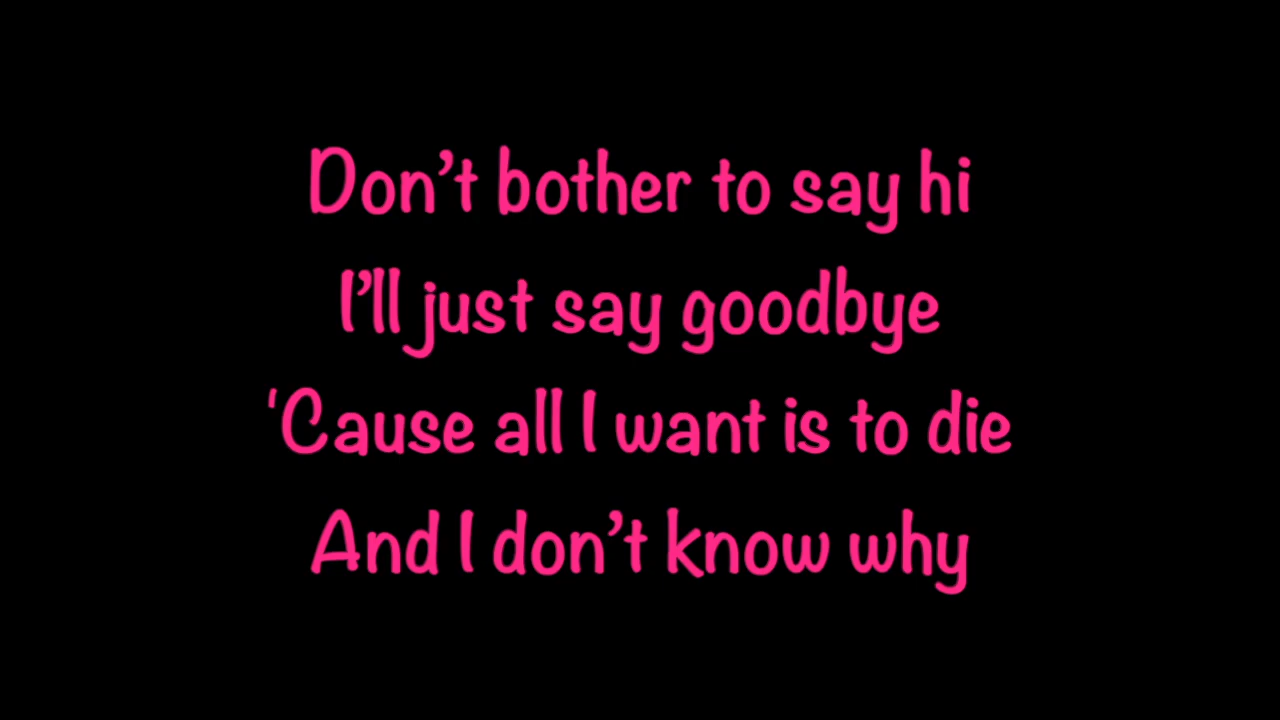 Don’t bother to say hi
I’ll just say goodbye
'Cause all I want is to die
And I don’t know why